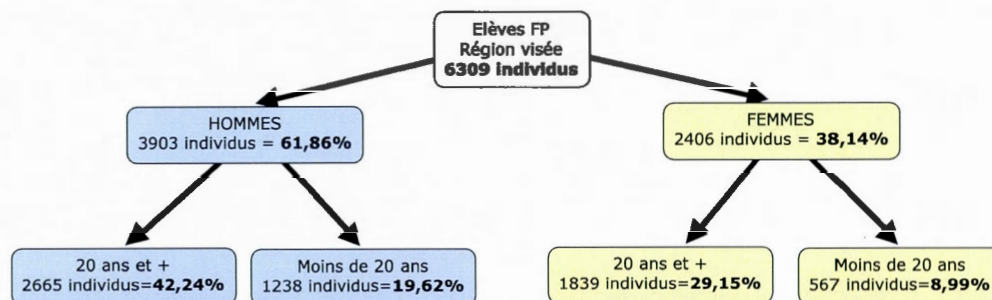 Elèves FP
Région visée
6309 individus
HOMMES
3903 individus = 61,86%
FEMMES
2406 individus = 38,14%
20 ans et +
2665 individus=42,24%
Moins de 20 ans
1238 individus=19,62%
20 ans et +
1839 individus=29,15%
Moins de 20 ans
567 individus=8,99%